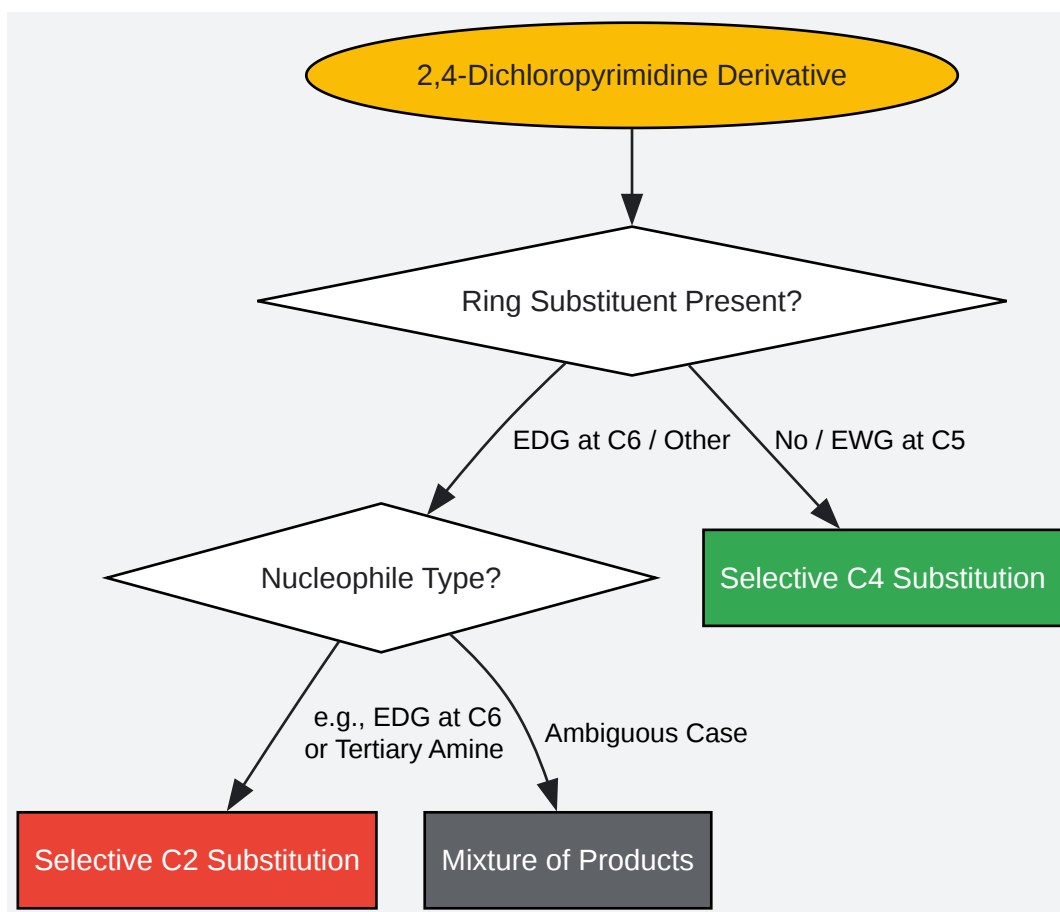 2,4-Dichloropyrimidine Derivative
Ring Substituent Present?
EDG at C6 / Other
No / EWG at C5
Nucleophile Type?
Selective C4 Substitution
e.g., EDG at C6
or Tertiary Amine
Ambiguous Case
Selective C2 Substitution
Mixture of Products